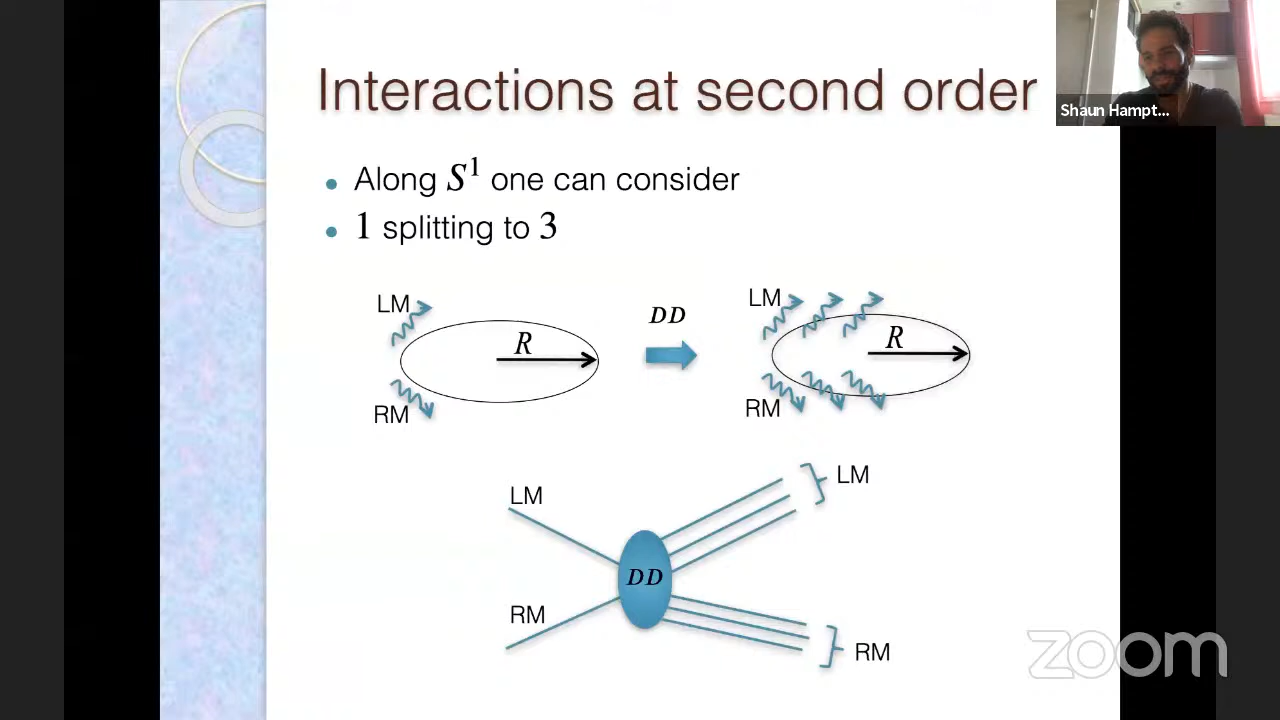 Interactions at second order
Shaun Hampt...
• Along S¹ one can consider
• 1 splitting to 3
LM
R
RM
DD
LM
R
RM
LM
RM
DD
LM
RM
zoom